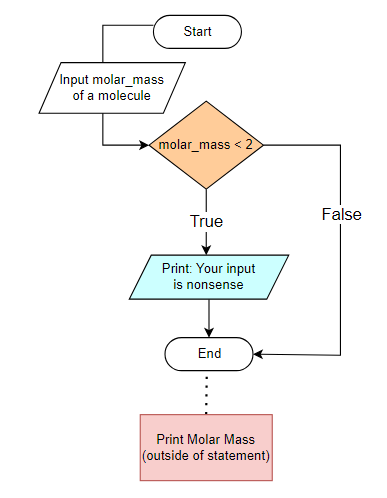 Start
Input molar_mass
of a molecule
molar_mass < 2
True
False
Print: Your input
is nonsense
End
Print Molar Mass
(outside of statement)